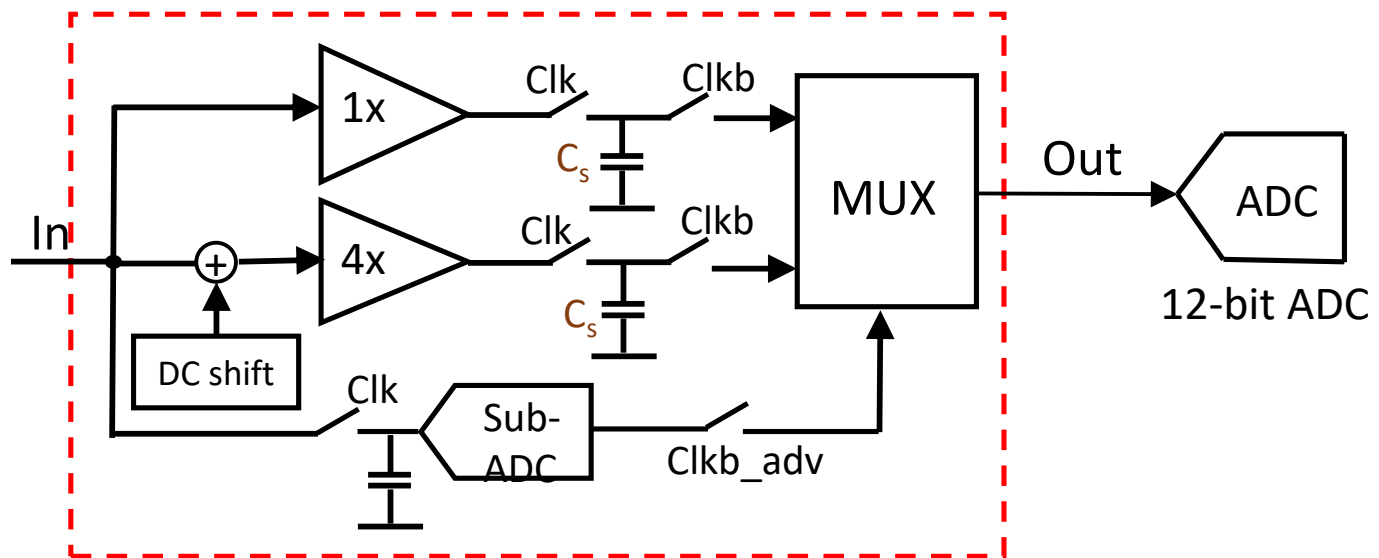 Clk
Clkb
1x
Cs
MUX
Out
ADC
In
+
Clk
Clkb
4x
Cs
12-bit ADC
DC shift
Clk
Sub-
ADC
Clkb_adv